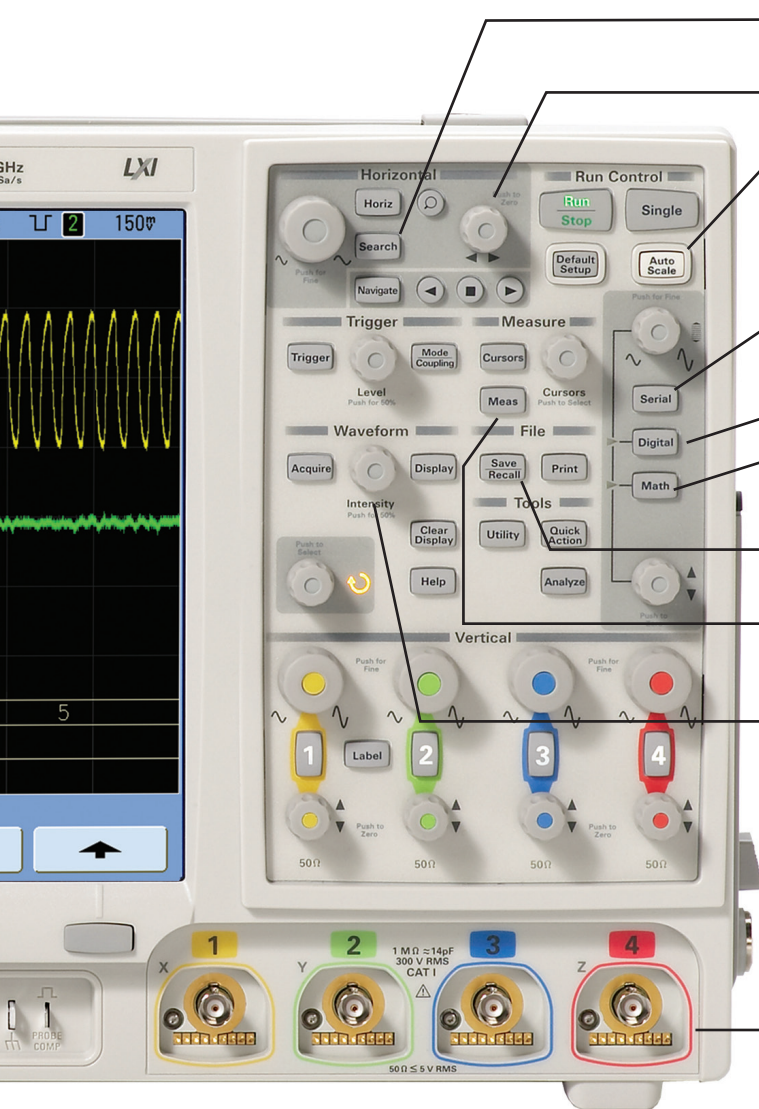 GHz
Sa/s
LXI
2 150
5
Horizontal
Horiz
Push to
Zero
Search
Push for
Fine
Navigate
Run Control
Run
Stop
Single
Default
Setup
Auto
Scale
Push for Fine
Trigger
Trigger
Mode
Coupling
Level
Push for 50%
Measure
Cursors
Meas
Cursors
Push to Select
Serial
Digital
Math
Waveform
Acquire
Display
Intensity
Push for 50%
Clear
Display
Help
Push to
Select
File
Save
Recall
Print
Tools
Utility
Quick
Action
Analyze
Push to
Vertical
Push for
Fine
Push for
Fine
1
Label
2
3
4
Push to
Zero
Push to
Zero
50Ω
50Ω
50Ω
50Ω
1
2
3
4
X
Y
Z
1 MΩ ≈14pF
300 V RMS
CAT I
PROBE
COMP
50Ω ≤ 5 V RMS